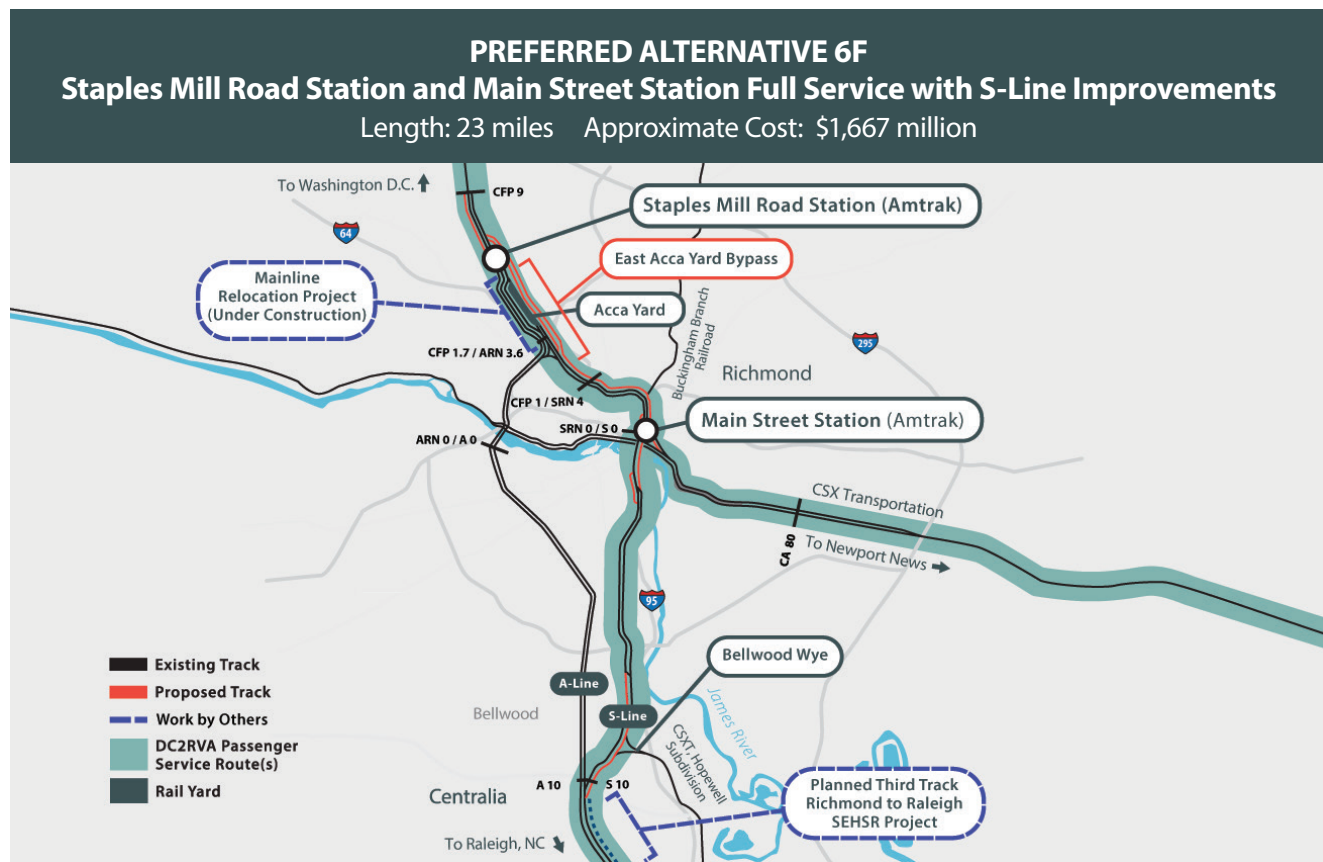 PREFERRED ALTERNATIVE 6F
Staples Mill Road Station and Main Street Station Full Service with S-Line Improvements
Length: 23 miles Approximate Cost: $1,667 million
To Washington D.C.
CFP 9
Staples Mill Road Station (Amtrak)
64
East Acca Yard Bypass
Mainline
Relocation Project
(Under Construction)
Acca Yard
Buckingham Branch
Railroad
295
CFP 1.7 / ARN 3.6
Richmond
CFP 1 / SRN 4
Main Street Station (Amtrak)
SRN 0 / S 0
ARN 0 / A 0
CSX Transportation
CA 80
To Newport News
95
Bellwood Wye
Existing Track
Proposed Track
Work by Others
DC2RVA Passenger
Service Route(s)
Rail Yard
A-Line
Bellwood
S-Line
James River
CSXT, Hopewell
Subdivision
A 10
S 10
Centralia
Planned Third Track
Richmond to Raleigh
SEHSR Project
To Raleigh, NC